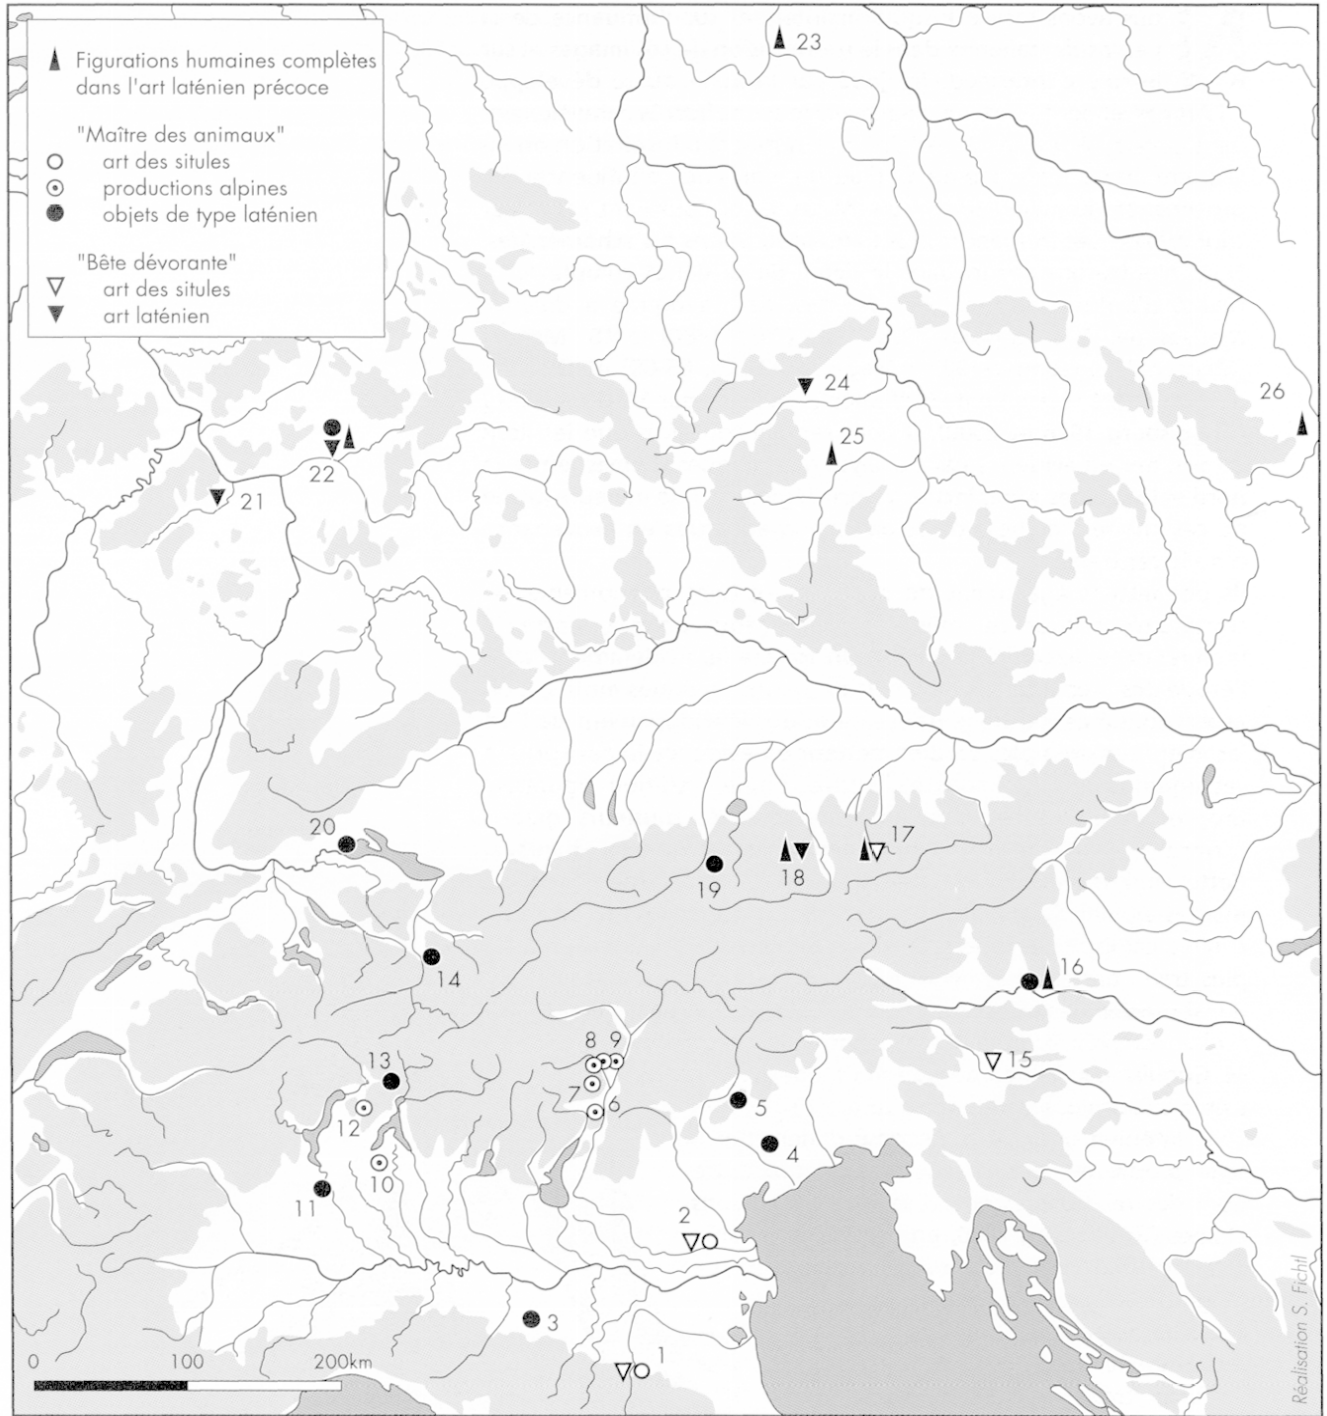 Figurations humaines complètes
dans l'art laténien précoce
"Maître des animaux"
art des situles
productions alpines
objets de type laténien
"Bête dévorante"
art des situles
art laténien
23
24
26
25
22
21
20
17
18
19
16
14
15
13
8 9
7
6
12
5
4
10
11
2
3
1
0 100 200km
Réalisation S. Fichtl